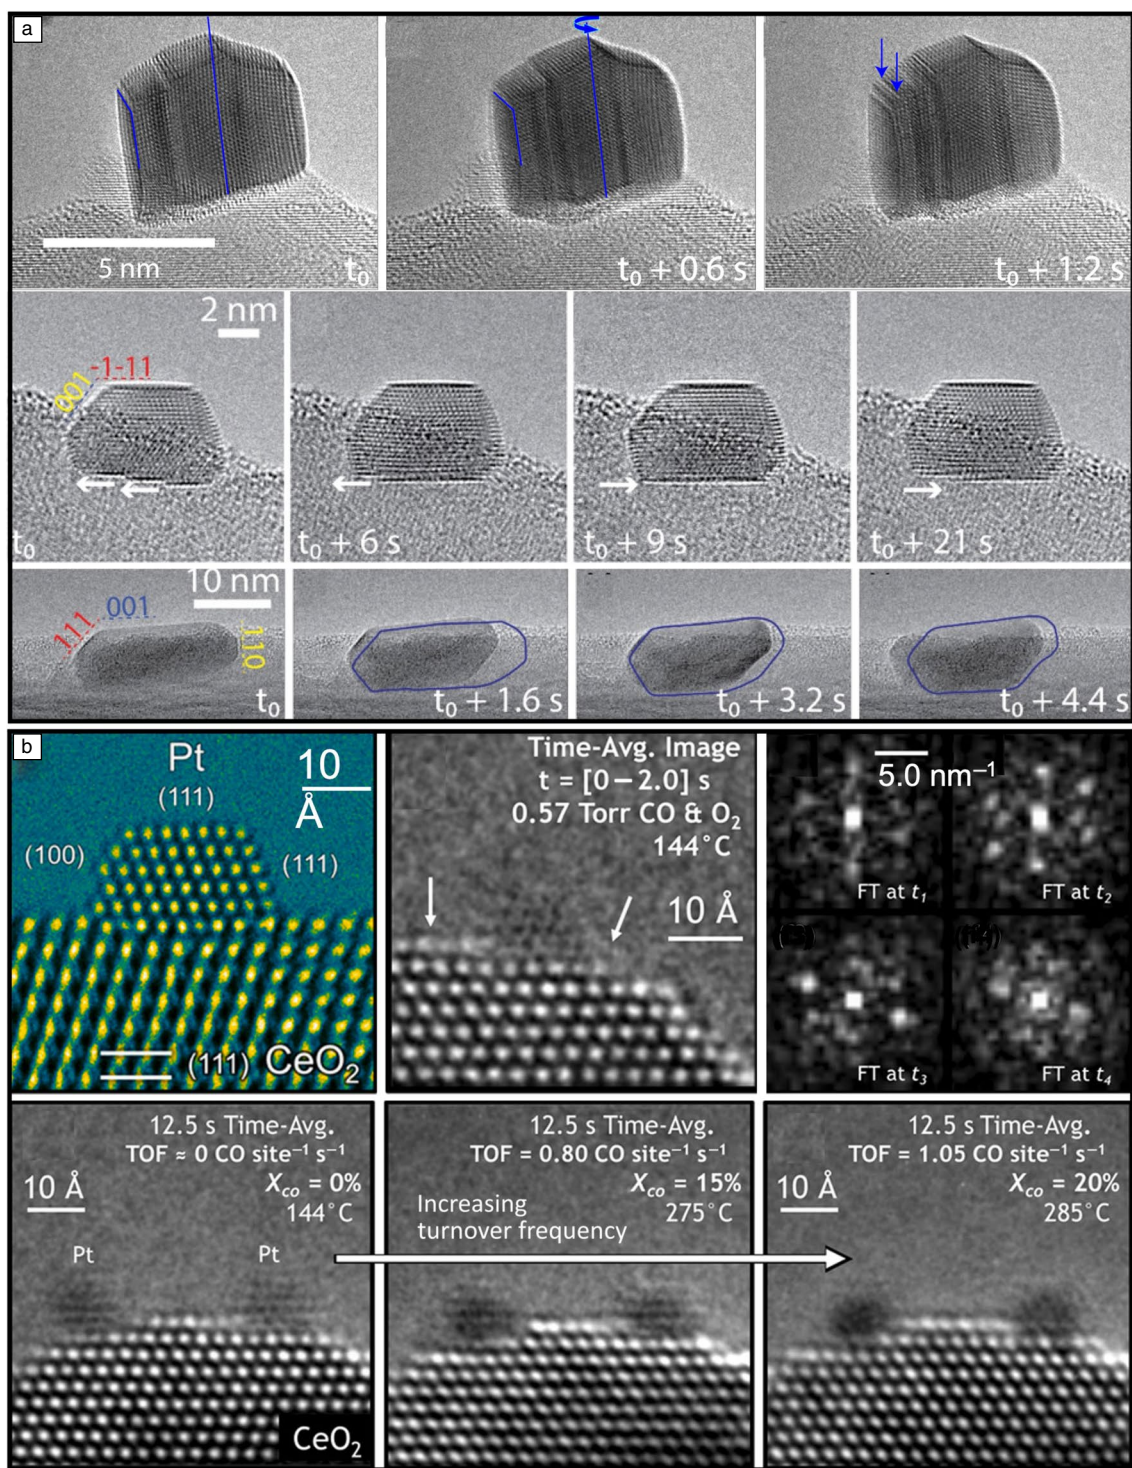 a
5 nm
t0
t0 + 0.6 s
t0 + 1.2 s
2 nm
001
-1-11
t0
t0 + 6 s
t0 + 9 s
t0 + 21 s
10 nm
111
001
110
t0
t0 + 1.6 s
t0 + 3.2 s
t0 + 4.4 s
b
Pt
(111)
10
Å
(100)
(111)
(111)
CeO2
Time-Avg. Image
t = [0 – 2.0] s
0.57 Torr CO & O2
144°C
10 Å
5.0 nm–1
FT at t1
FT at t2
FT at t3
FT at t4
12.5 s Time-Avg.
TOF ≈ 0 CO site–1 s–1
Xco = 0%
144°C
10 Å
Pt
Pt
CeO2
12.5 s Time-Avg.
TOF = 0.80 CO site–1 s–1
Xco = 15%
275°C
Increasing
turnover frequency
12.5 s Time-Avg.
TOF = 1.05 CO site–1 s–1
Xco = 20%
285°C
10 Å